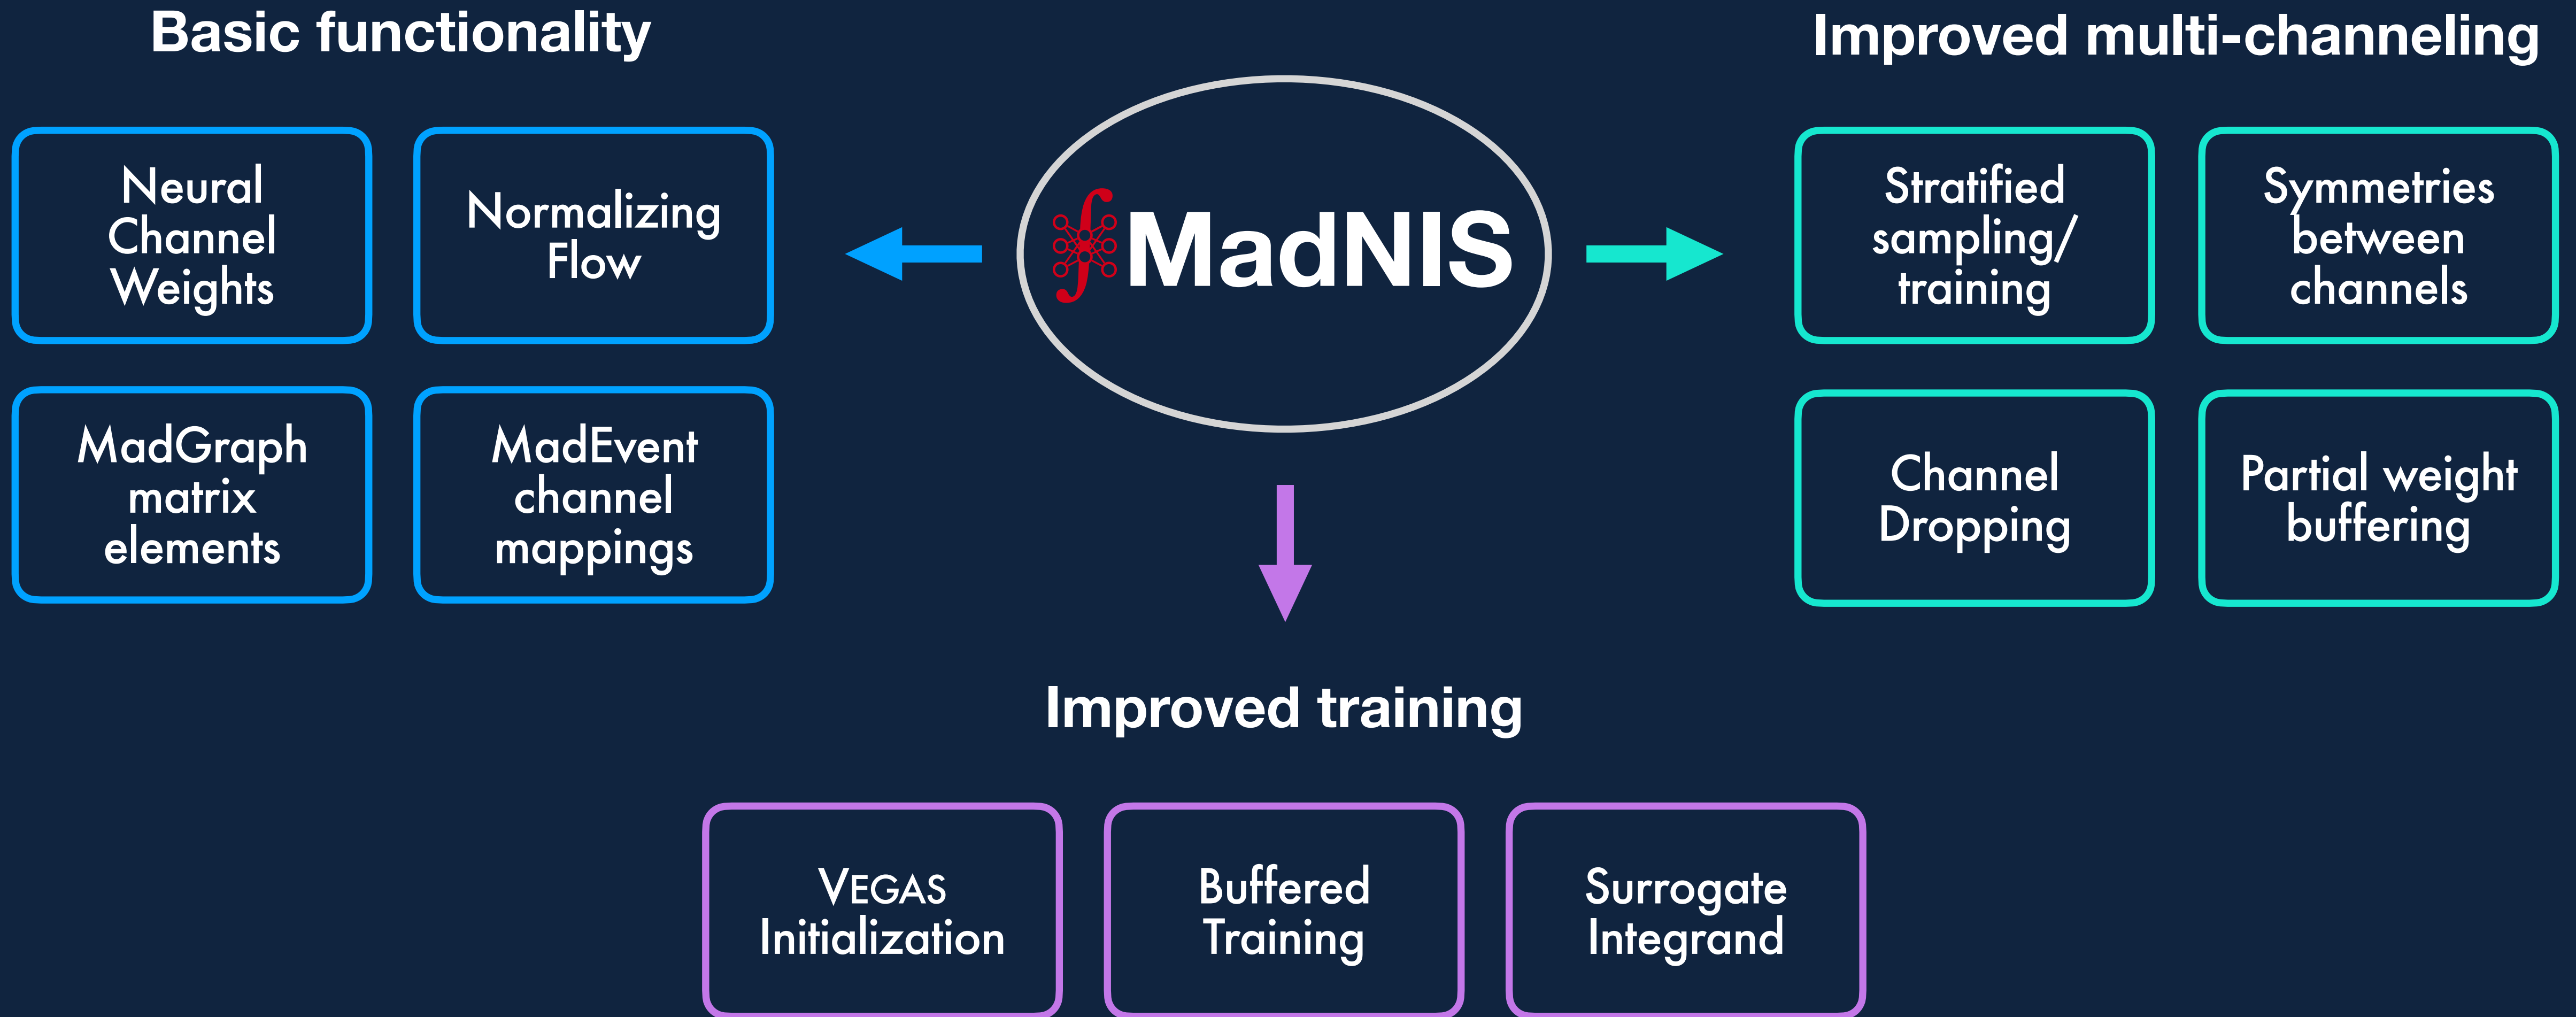 Basic functionality
Neural
Channel
Weights
Normalizing
Flow
MadGraph
matrix
elements
MadEvent
channel
mappings
MadNIS
Improved multi-channeling
Stratified
sampling/
training
Symmetries
between
channels
Channel
Dropping
Partial weight
buffering
Improved training
VEGAS
Initialization
Buffered
Training
Surrogate
Integrand